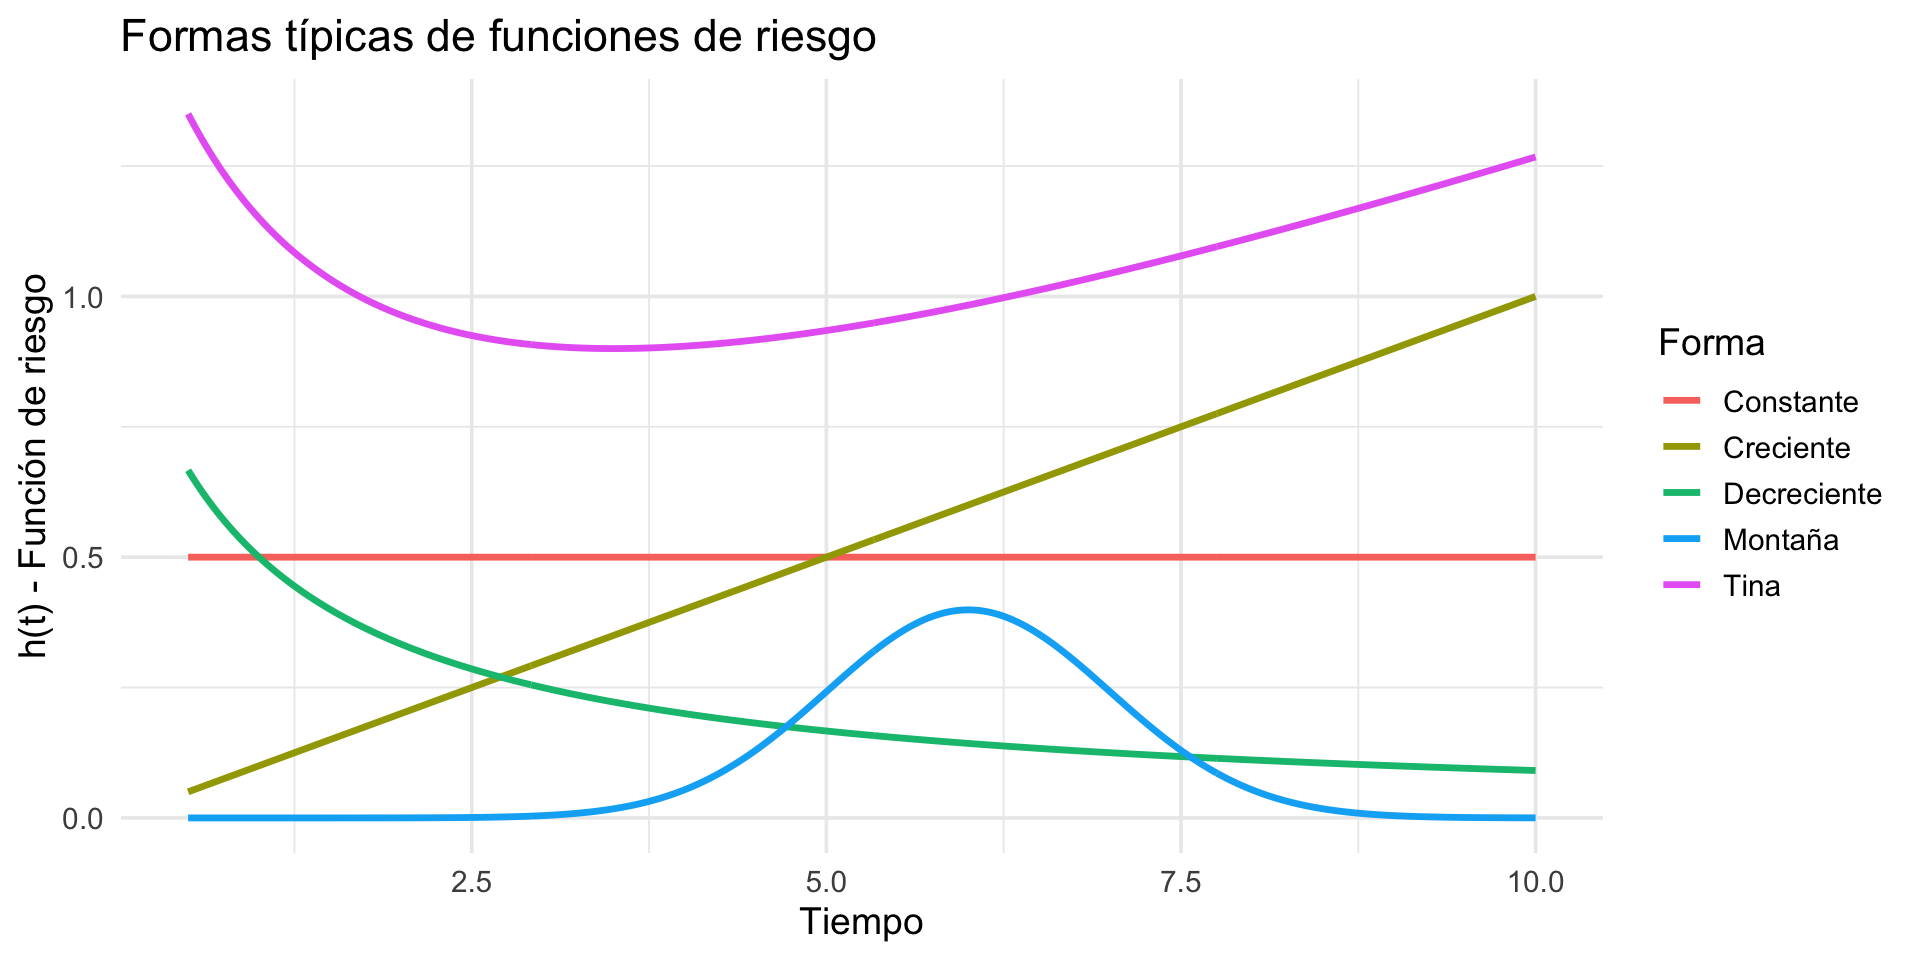 Formas típicas de funciones de riesgo
h(t) - Función de riesgo
1.0
0.5
0.0
2.5 5.0 7.5 10.0
Tiempo
Forma
Constante
Creciente
Decreciente
Montaña
Tina